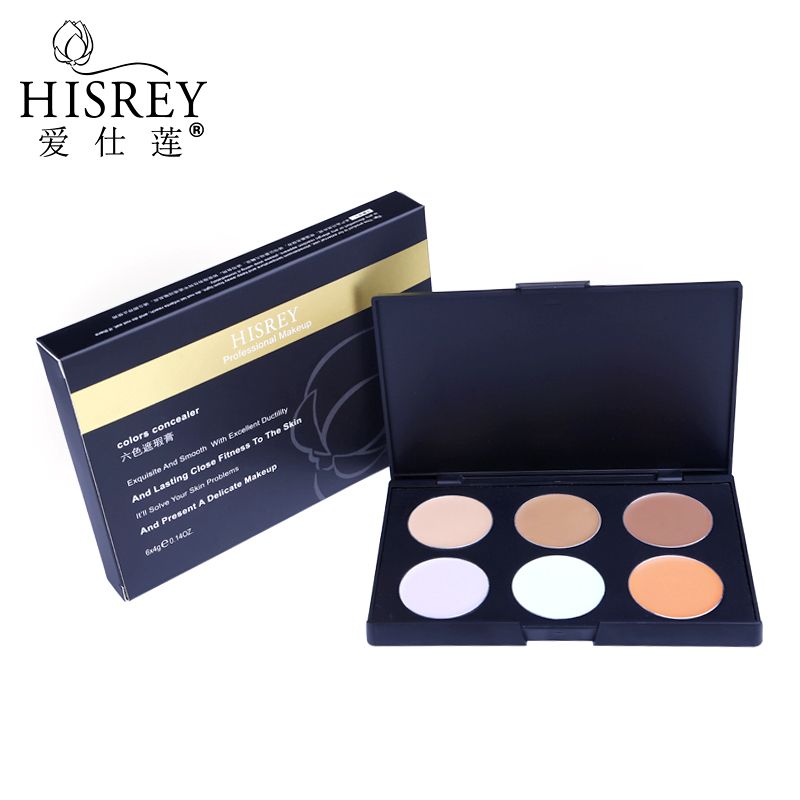 HISREY
爱仕莲®
HISREY
Professional Makeup
colors concealer
六色遮瑕膏
Exquisite And Smooth With Excellent Ductility
And Lasting Close Fitness To The Skin
It'll Solve Your Skin Problems
And Present A Delicate Makeup
6x4g℮0.14OZ.